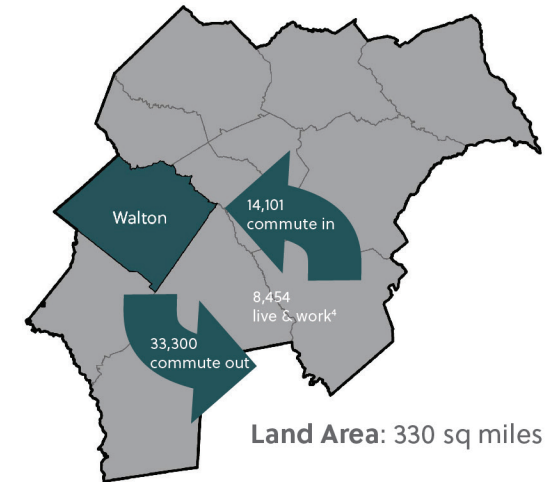 Walton
14,101
commute in
8,454
live & work⁴
33,300
commute out
Land Area: 330 sq miles